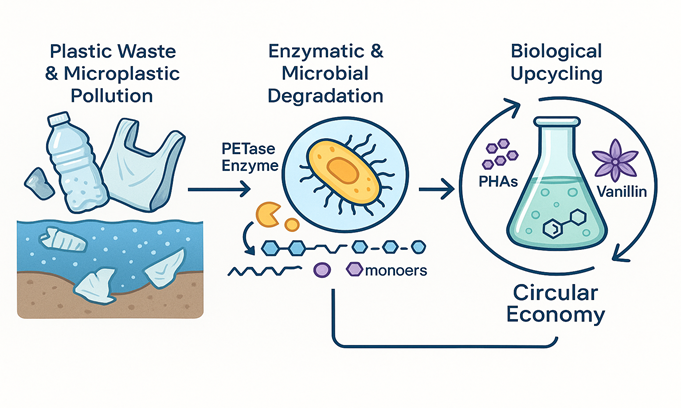 Plastic Waste
& Microplastic
Pollution
Enzymatic &
Microbial
Degradation
PETase
Enzyme
monoers
Biological
Upcycling
PHAs
Vanillin
Circular
Economy